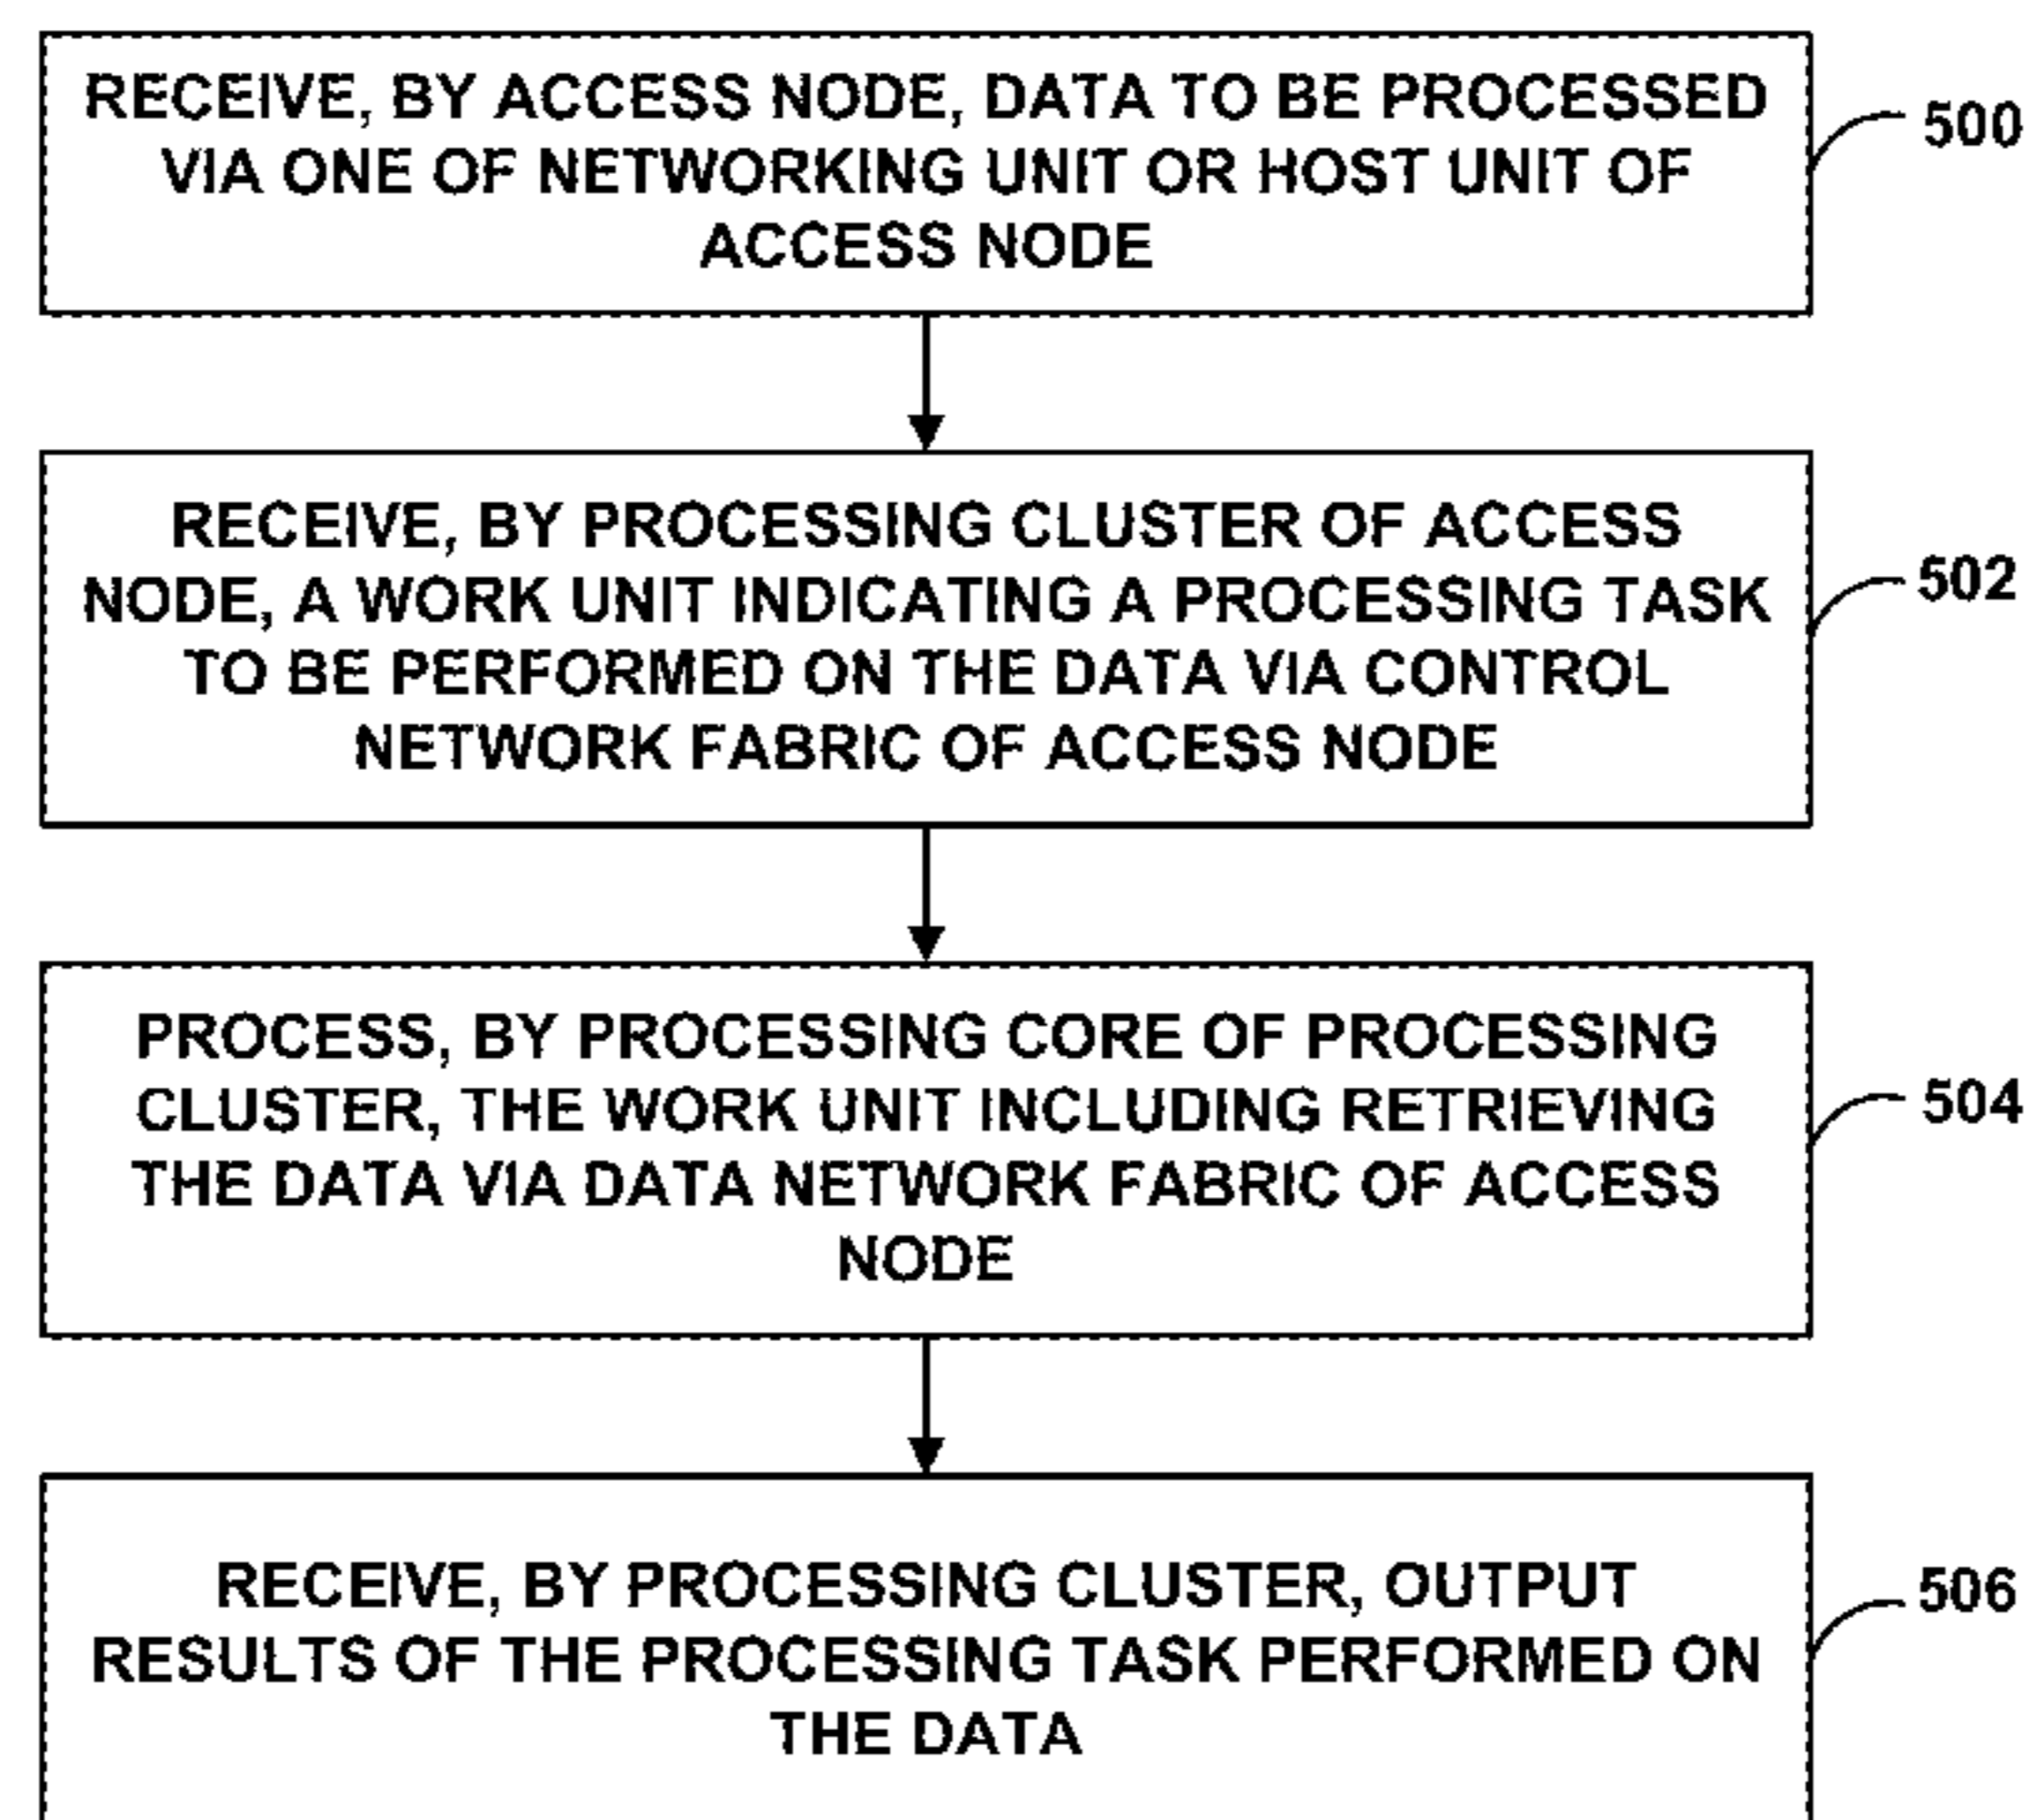 RECEIVE, BY ACCESS NODE, DATA TO BE PROCESSED
VIA ONE OF NETWORKING UNIT OR HOST UNIT OF
ACCESS NODE
500
RECEIVE, BY PROCESSING CLUSTER OF ACCESS
NODE, A WORK UNIT INDICATING A PROCESSING TASK
TO BE PERFORMED ON THE DATA VIA CONTROL
NETWORK FABRIC OF ACCESS NODE
502
PROCESS, BY PROCESSING CORE OF PROCESSING
CLUSTER, THE WORK UNIT INCLUDING RETRIEVING
THE DATA VIA DATA NETWORK FABRIC OF ACCESS
NODE
504
RECEIVE, BY PROCESSING CLUSTER, OUTPUT
RESULTS OF THE PROCESSING TASK PERFORMED ON
THE DATA
506